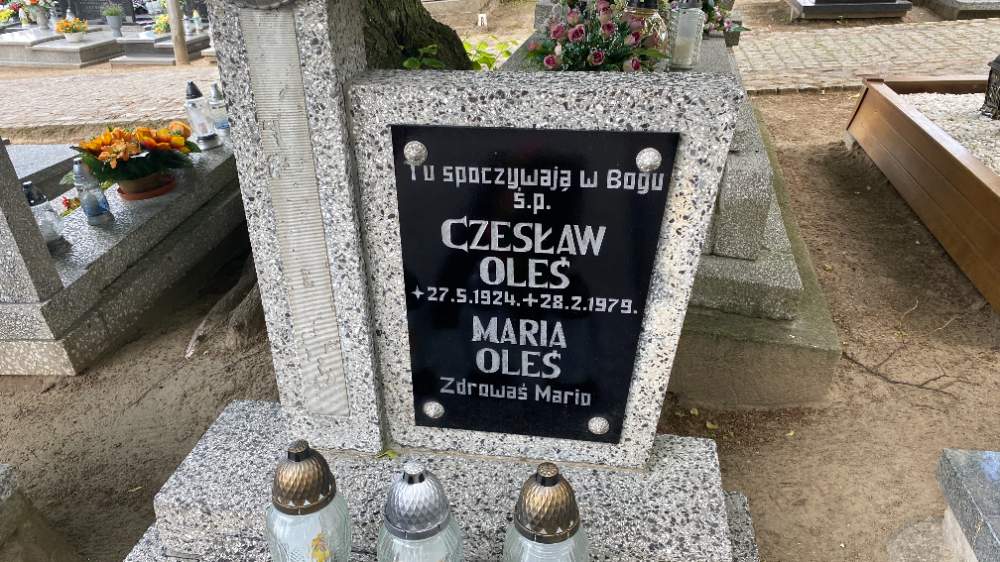 Tu spoczywają w Bogu
ś.p.
CZESŁAW
OLEŚ
27.5.1924. + 28.2.1979.
MARIA
OLEŚ
Zdrowaś Mario